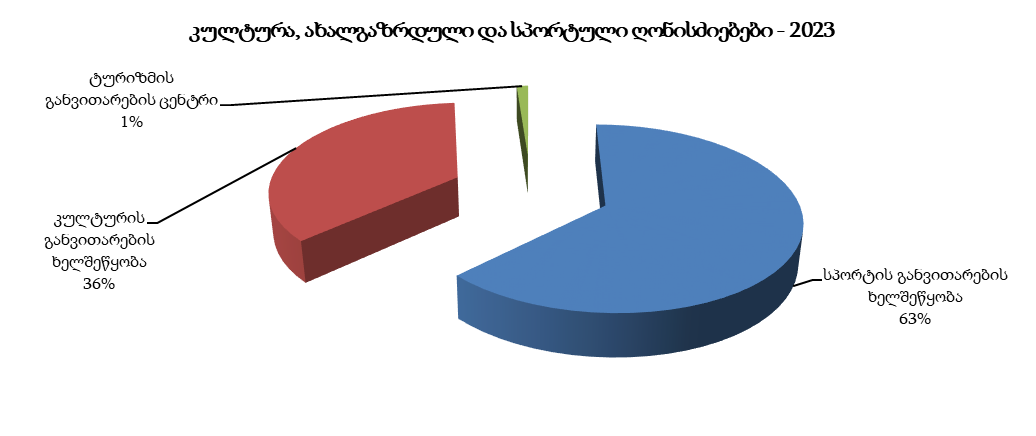 კულტურა, ახალგაზრდული და სპორტული ღონისძიებები - 2023
ტურიზმის
განვითარების ცენტრი
1%
კულტურის
განვითარების
ხელშეწყობა
36%
სპორტის განვითარების
ხელშეწყობა
63%